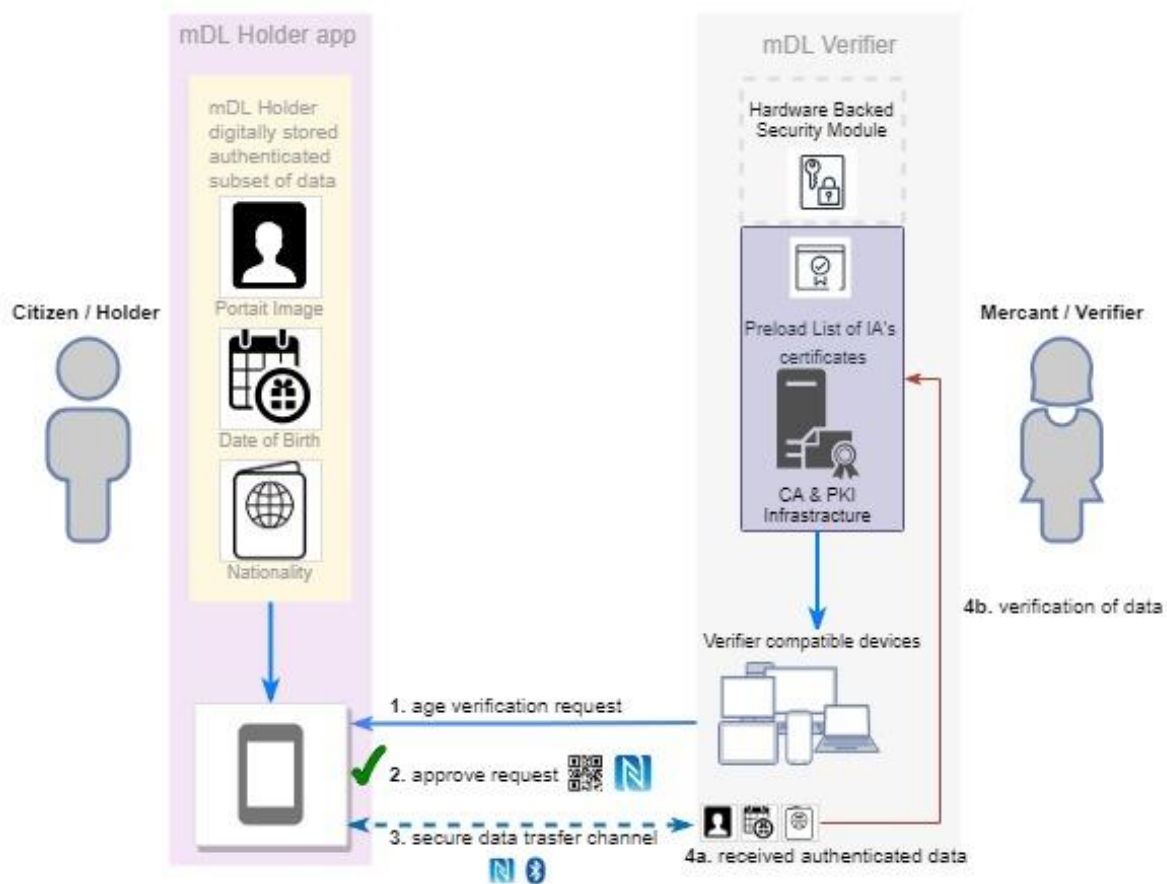 mDL Holder app
mDL Holder
digitally stored
authenticated
subset of data
Portait Image
Date of Birth
Nationality
Citizen / Holder
mDL Verifier
Hardware Backed
Security Module
Preload List of IA's
certificates
CA & PKI
Infrastracture
Mercant / Verifier
4b. verification of data
Verifier compatible devices
1. age verification request
2. approve request
3. secure data trasfer channel
4a. received authenticated data